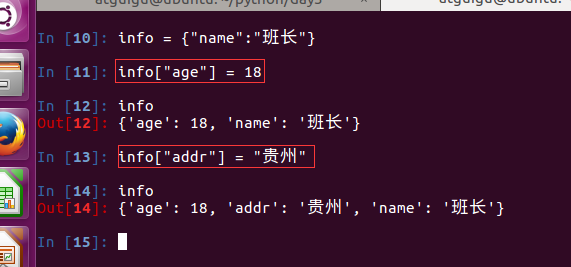 In [10]: info = {"name":"班长"}
In [11]: info["age"] = 18
In [12]: info
Out[12]: {'age': 18, 'name': '班长'}
In [13]: info["addr"] = "贵州"
In [14]: info
Out[14]: {'age': 18, 'addr': '贵州', 'name': '班长'}
In [15]: